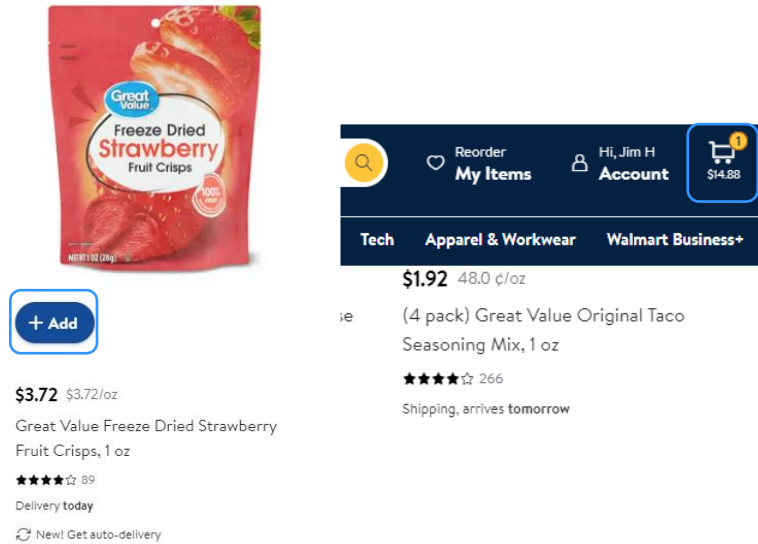 Great
Value
Freeze Dried
Strawberry
Fruit Crisps
100%
FRUIT
NET WT 1 OZ (28g)
+ Add
$3.72 $3.72/oz
Great Value Freeze Dried Strawberry
Fruit Crisps, 1 oz
89
Delivery today
New! Get auto-delivery
Reorder
My Items
Hi, Jim H
Account
1
$14.88
Tech Apparel & Workwear Walmart Business+
$1.92 48.0 ¢/oz
se
(4 pack) Great Value Original Taco
Seasoning Mix, 1 oz
266
Shipping, arrives tomorrow